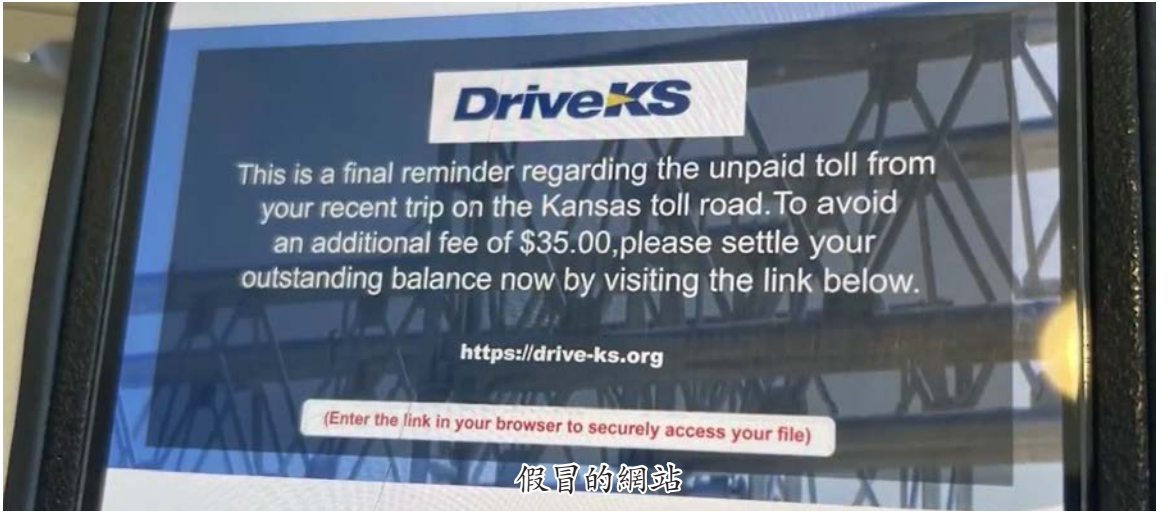 DriveKS
This is a final reminder regarding the unpaid toll from
your recent trip on the Kansas toll road.To avoid
an additional fee of $35.00,please settle your
outstanding balance now by visiting the link below.
https://drive-ks.org
(Enter the link in your browser to securely access your file)
假冒的網站